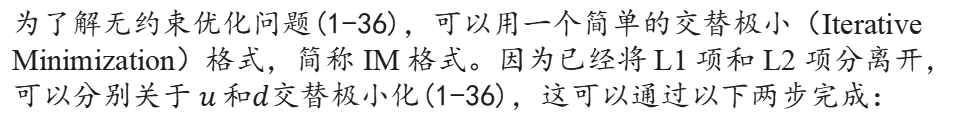 为了解无约束优化问题(1-36)，可以用一个简单的交替极小（Iterative
Minimization）格式，简称 IM 格式。因为已经将 L1 项和 L2 项分离开，
可以分别关于 u 和d交替极小化(1-36)，这可以通过以下两步完成：